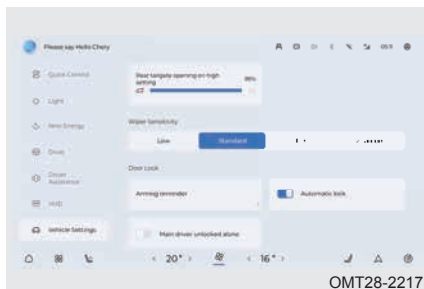 Please say Hello Chery
Quick Control
Rear tailgate opening on high
setting
Light
New Energy
Wiper Sensitivity
Low
Standard
Drive
Door Lock
Driver
Assistance
Arming reminder
Automatic lock
HUD
Vehicle Settings
Main driver unlocked alone
20°
16°
OMT28-2217